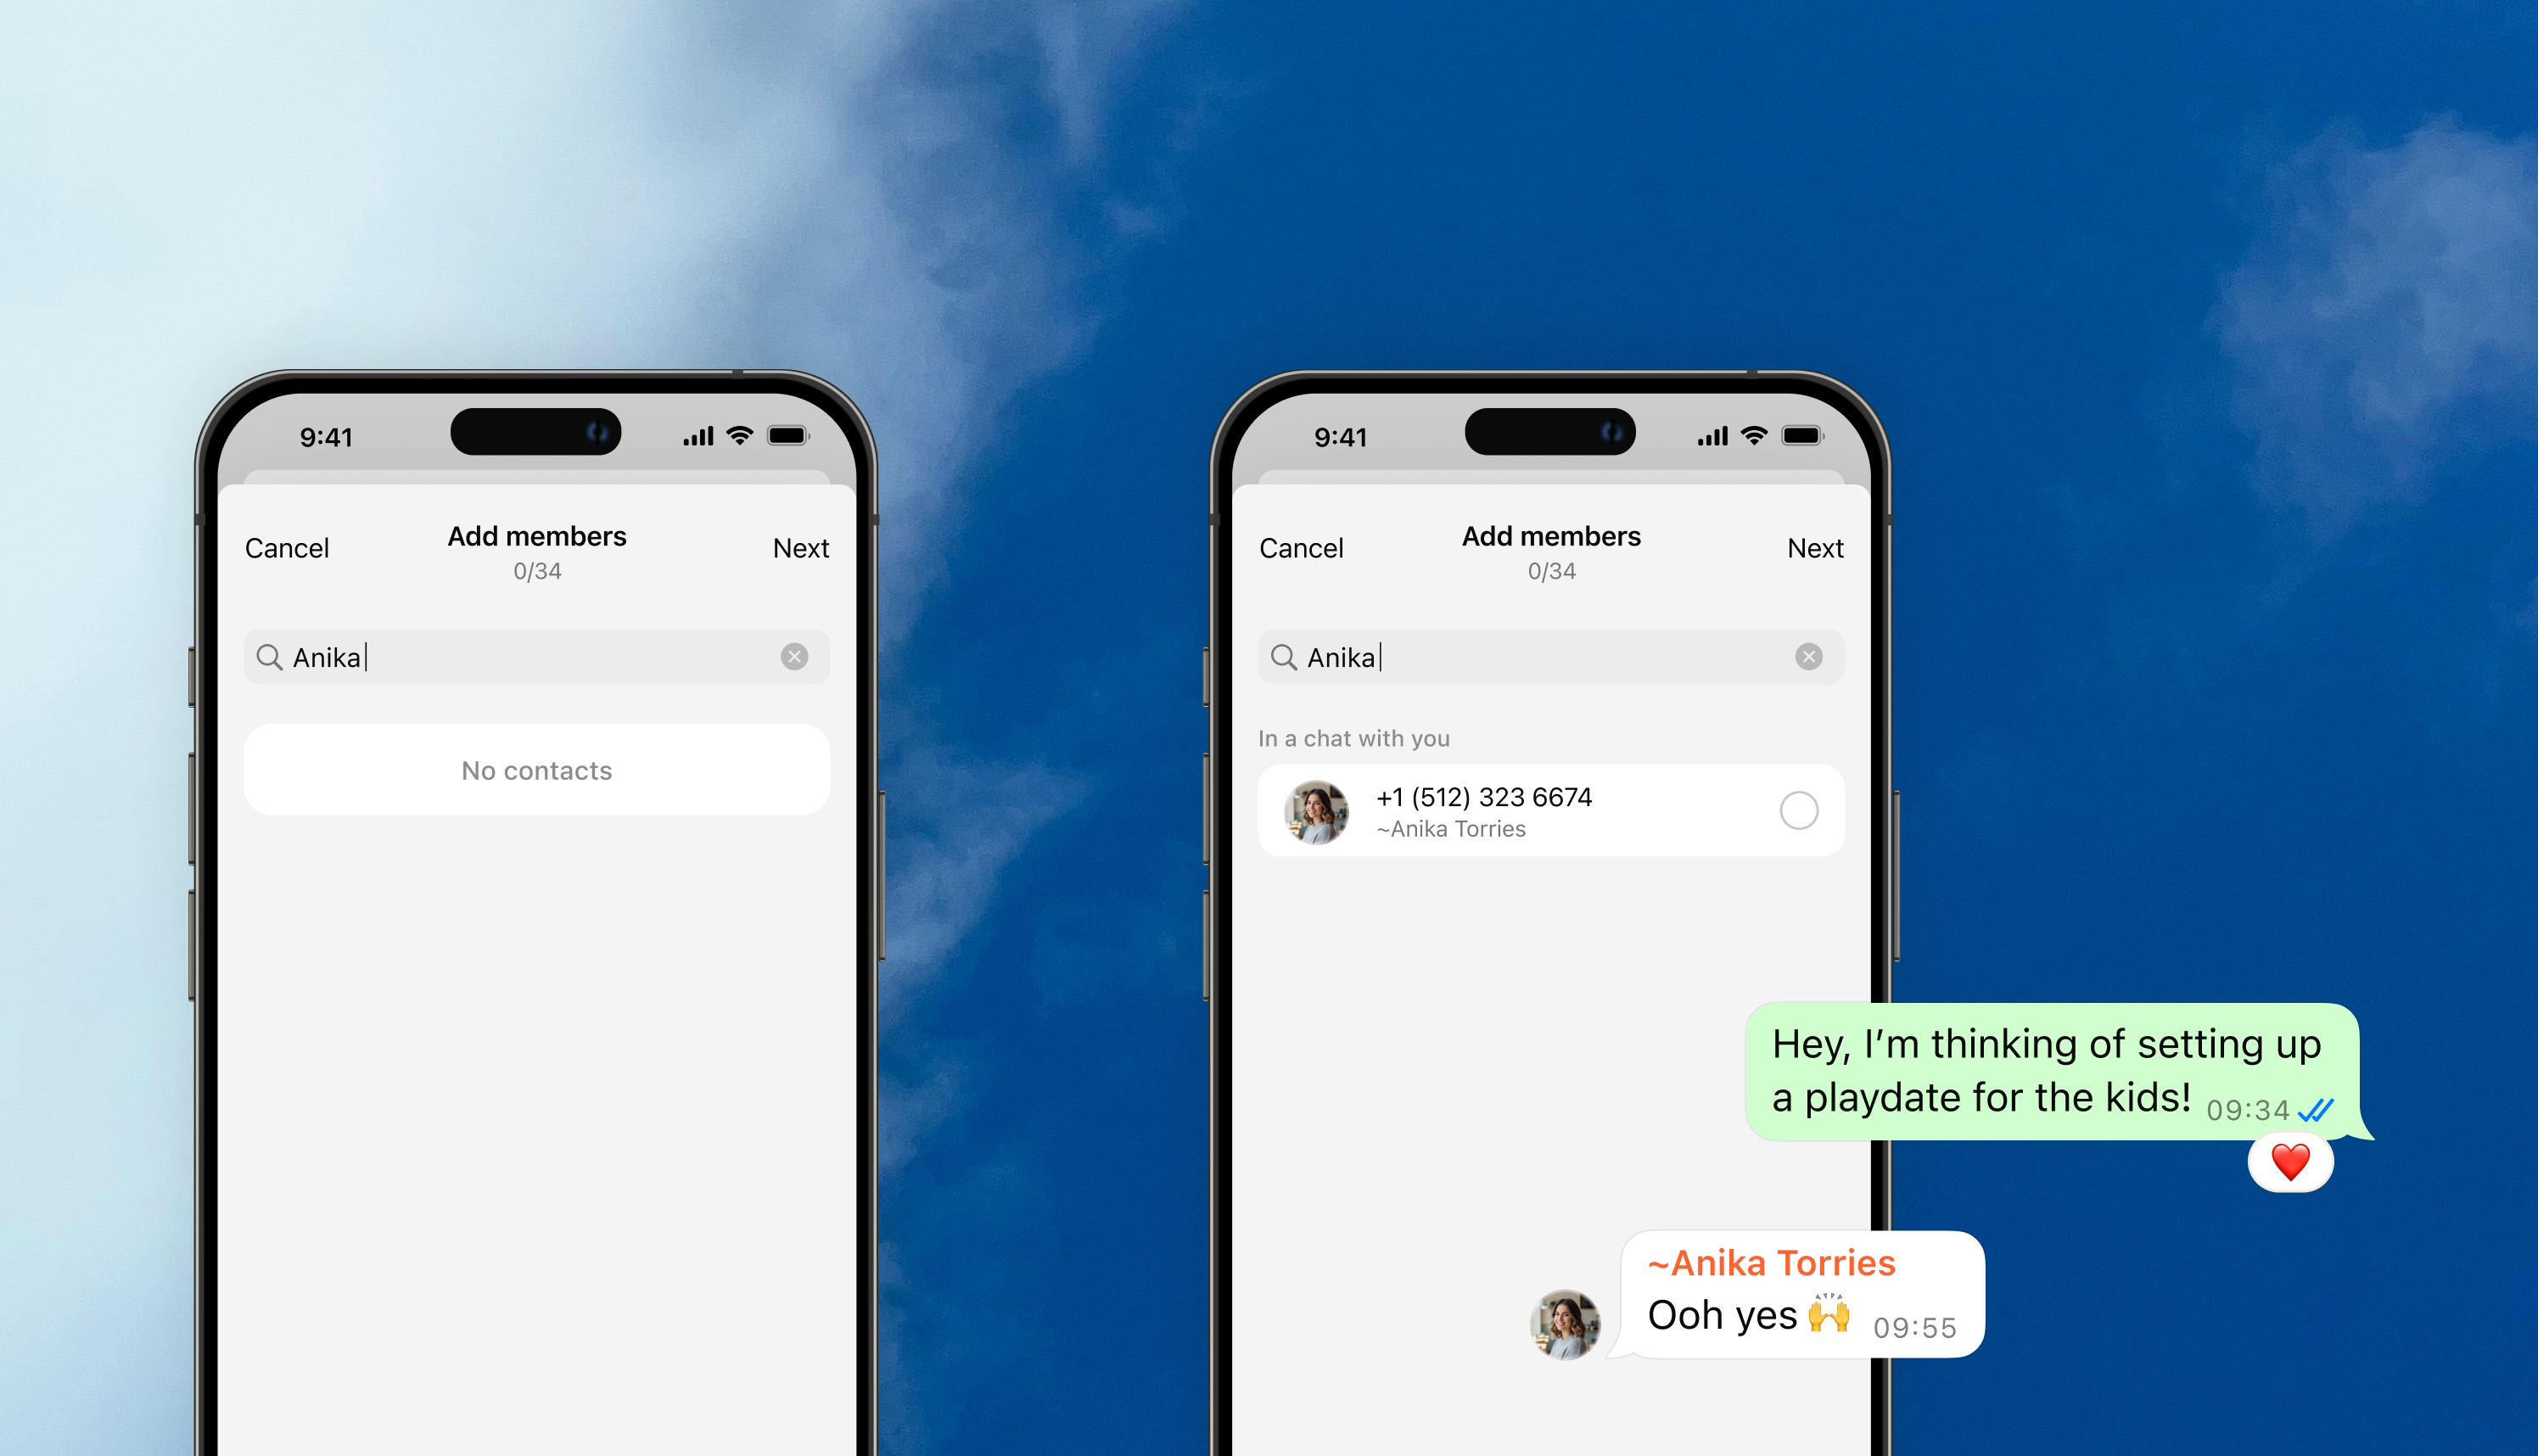 9:41
Cancel
Add members
0/34
Next
Anika
No contacts
9:41
Cancel
Add members
0/34
Next
Anika
In a chat with you
+1 (512) 323 6674
~Anika Torries
Hey, I’m thinking of setting up
a playdate for the kids! 09:34
❤️
~Anika Torries
Ooh yes 🙌 09:55